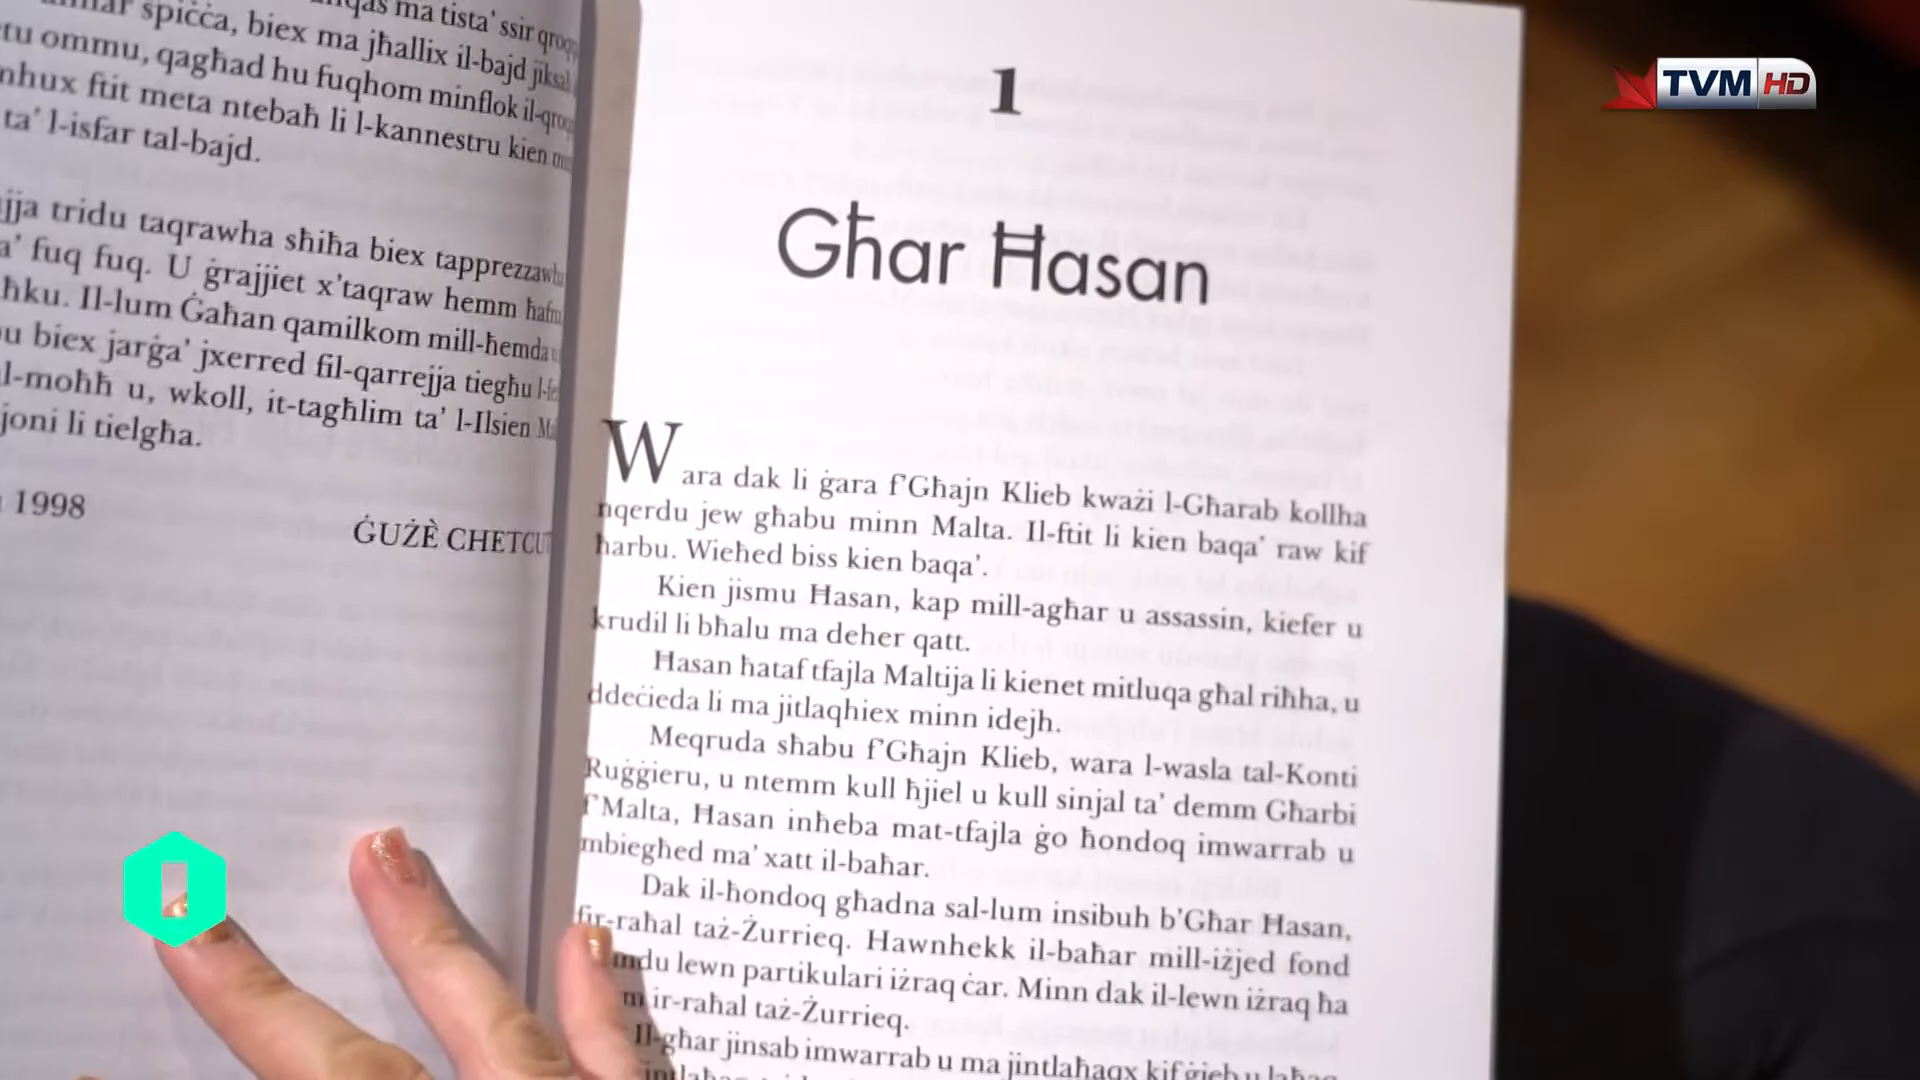 ma tista' ssir
spiċċa, biex ma jħallix il-bajd jiksaħ
ommu, qagħad hu fuqhom minflok il-
ftit meta ntebaħ li l-kannestru kien
ta' l-isfar tal-bajd.
tridu taqrawha sħiħa biex tapprezzawha
fuq fuq. U ġrajjiet x'taqraw hemm ħafna
Il-lum Ġaħan qamilkom mill-ħemda
biex jarġa' jxerred fil-qarrejja tiegħu
l-moħħ u, wkoll, it-tagħlim ta' l-Ilsien
li tielgħa.
1998
ĠUŻÈ CHETCUTI
1
Għar Ħasan
Wara dak li ġara f'Għajn Klieb kważi l-Għarab kollha
nqerdu jew għabu minn Malta. Il-ftit li kien baqa' raw kif
ħarbu. Wieħed biss kien baqa'.
Kien jismu Ħasan, kap mill-agħar u assassin, kiefer u
krudil li bħalu ma deher qatt.
Ħasan ħataf tfajla Maltija li kienet mitluqa għal riħha, u
ddeċieda li ma jitlaqhiex minn idejh.
Meqruda sħabu f'Għajn Klieb, wara l-wasla tal-Konti
Ruġġieru, u ntemm kull ħjiel u kull sinjal ta' demm Għarbi
f'Malta, Ħasan inħeba mat-tfajla ġo ħondoq imwarrab u
mbiegħed ma' xatt il-baħar.
Dak il-ħondoq għadna sal-lum insibuh b'Għar Ħasan,
fir-raħal taż-Żurrieq. Hawnhekk il-baħar mill-iżjed fond
lewn partikulari iżraq ċar. Minn dak il-lewn iżraq ħa
ir-raħal taż-Żurrieq.
Il-għar jinsab imwarrab u ma jintlaħaqx kif ġieb u laħaq
TVM HD